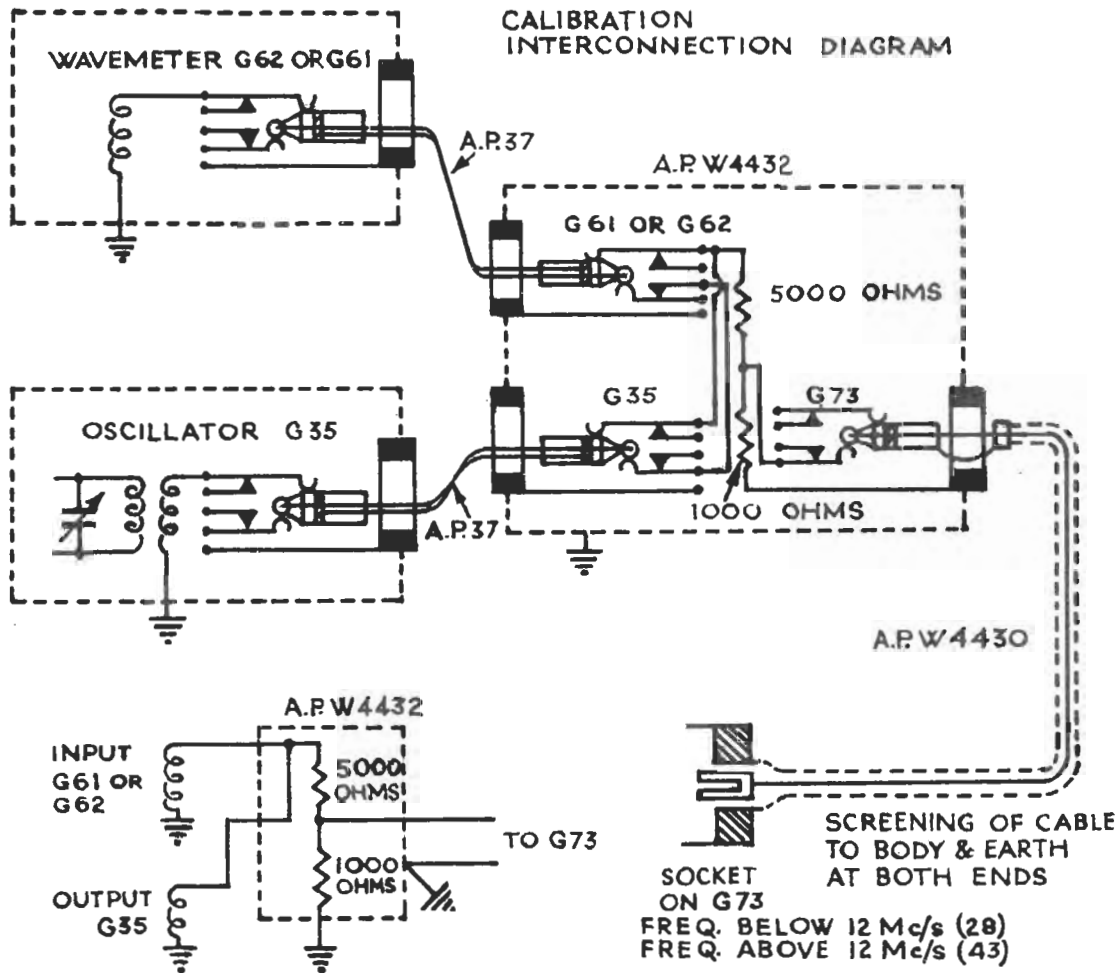 CALIBRATION
INTERCONNECTION DIAGRAM
WAVEMETER G62 OR G61
A.P.37
A.P. W4432
G61 OR G62
5000 OHMS
OSCILLATOR G35
G35
G73
A.P.37
1000 OHMS
A.P. W4430
A.P. W4432
INPUT
G61 OR
G62
5000
OHMS
TO G73
1000
OHMS
OUTPUT
G35
SCREENING OF CABLE
TO BODY & EARTH
AT BOTH ENDS
SOCKET
ON G73
FREQ. BELOW 12 Mc/s (28)
FREQ. ABOVE 12 Mc/s (43)